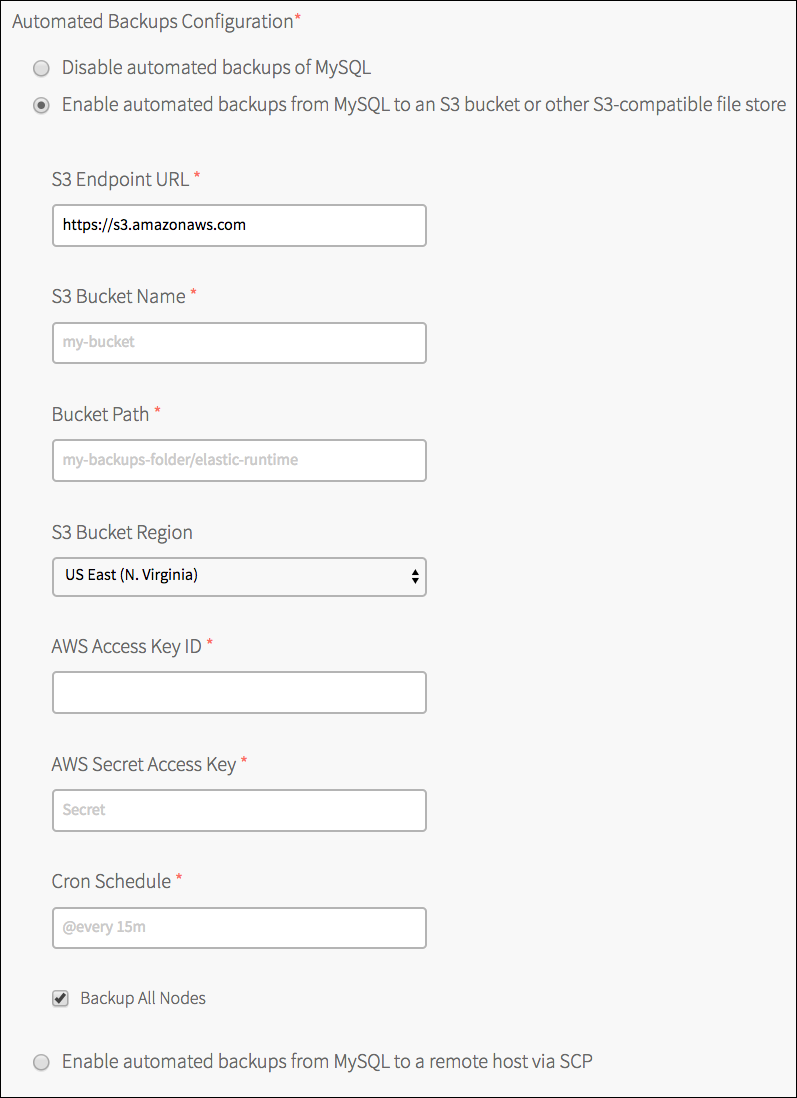 Automated Backups Configuration*
Disable automated backups of MySQL
Enable automated backups from MySQL to an S3 bucket or other S3-compatible file store
S3 Endpoint URL *
https://s3.amazonaws.com
S3 Bucket Name *
my-bucket
Bucket Path *
my-backups-folder/elastic-runtime
S3 Bucket Region
US East (N. Virginia)
AWS Access Key ID *
AWS Secret Access Key *
Secret
Cron Schedule *
@every 15m
Backup All Nodes
Enable automated backups from MySQL to a remote host via SCP